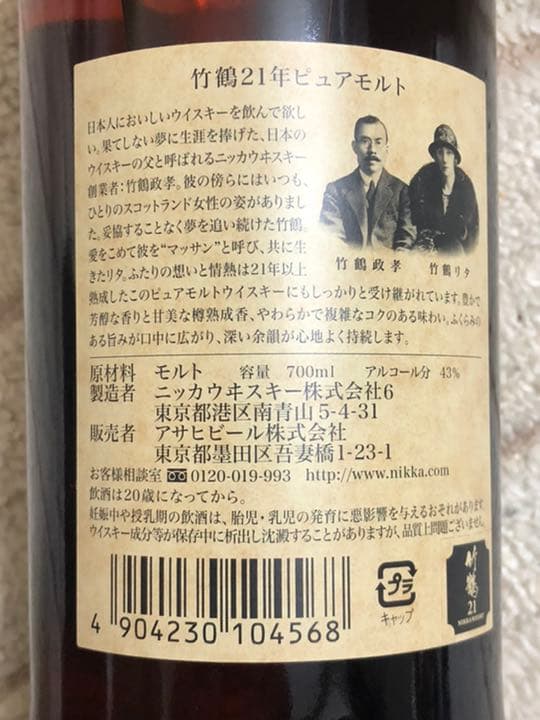 竹鶴21年ピュアモルト
日本人においしいウイスキーを飲んで欲し
い。果てしない夢に生涯を捧げた、日本の
ウイスキーの父と呼ばれるニッカウヰスキー
創業者：竹鶴政孝。彼の傍らにはいつも、
ひとりのスコットランド女性の姿がありまし
た。妥協することなく夢を追い続けた竹鶴。
愛をこめて彼を“マッサン”と呼び、共に生
きたリタ。ふたりの想いと情熱は21年以上
熟成したこのピュアモルトウイスキーにもしっかりと受け継がれています。豊かで
芳醇な香りと甘美な樽熟成香、やわらかで複雑なコクのある味わい。ふくらみの
ある旨みが口中に広がり、深い余韻が心地よく持続します。
竹鶴政孝 竹鶴リタ
原材料 モルト 容量 700ml アルコール分 43%
製造者 ニッカウヰスキー株式会社6
東京都港区南青山5-4-31
販売者 アサヒビール株式会社
東京都墨田区吾妻橋1-23-1
お客様相談室 0120-019-993 http://www.nikka.com
飲酒は20歳になってから。
妊娠中や授乳期の飲酒は、胎児・乳児の発育に悪影響を与えるおそれがあります。
ウイスキー成分等が保存中に析出し沈澱することがありますが、品質上問題ございません。
4 904230 104568
プラ
キャップ
竹鶴
21
NIKKA WHISKY